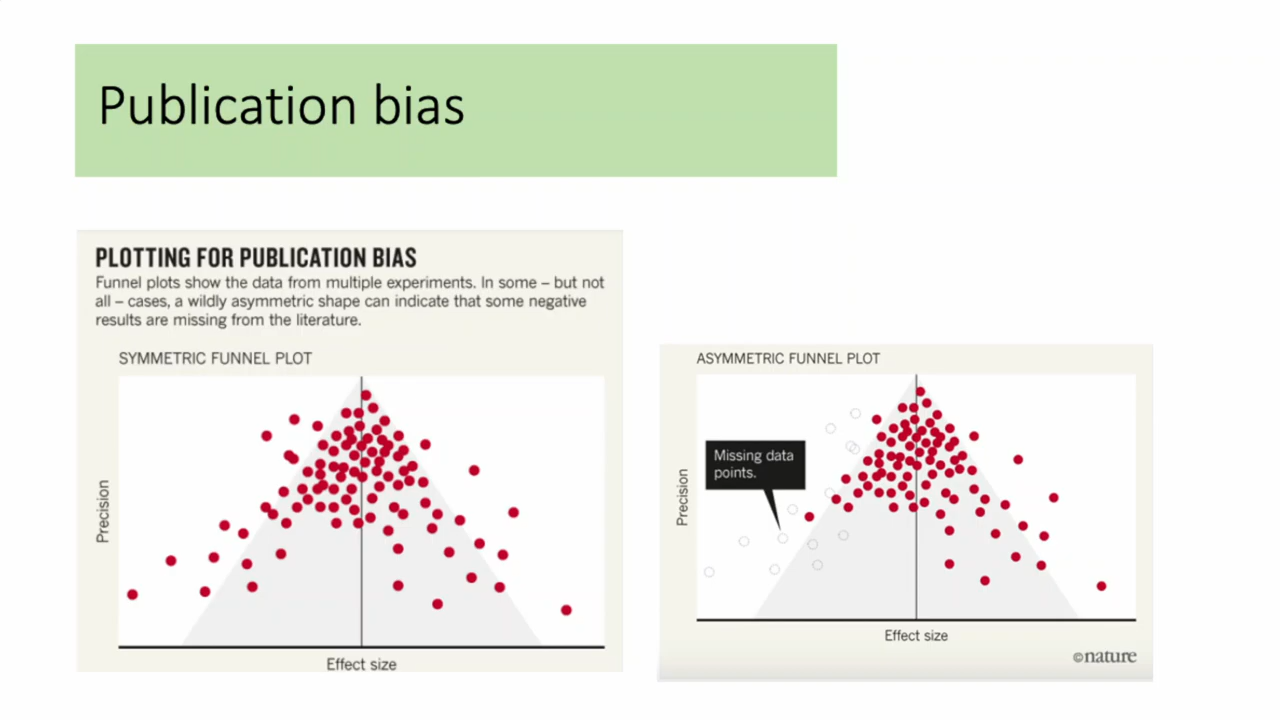 Publication bias
PLOTTING FOR PUBLICATION BIAS
Funnel plots show the data from multiple experiments. In some – but not
all – cases, a wildly asymmetric shape can indicate that some negative
results are missing from the literature.
SYMMETRIC FUNNEL PLOT
Precision
Effect size
ASYMMETRIC FUNNEL PLOT
Missing data
points.
Precision
Effect size
©nature